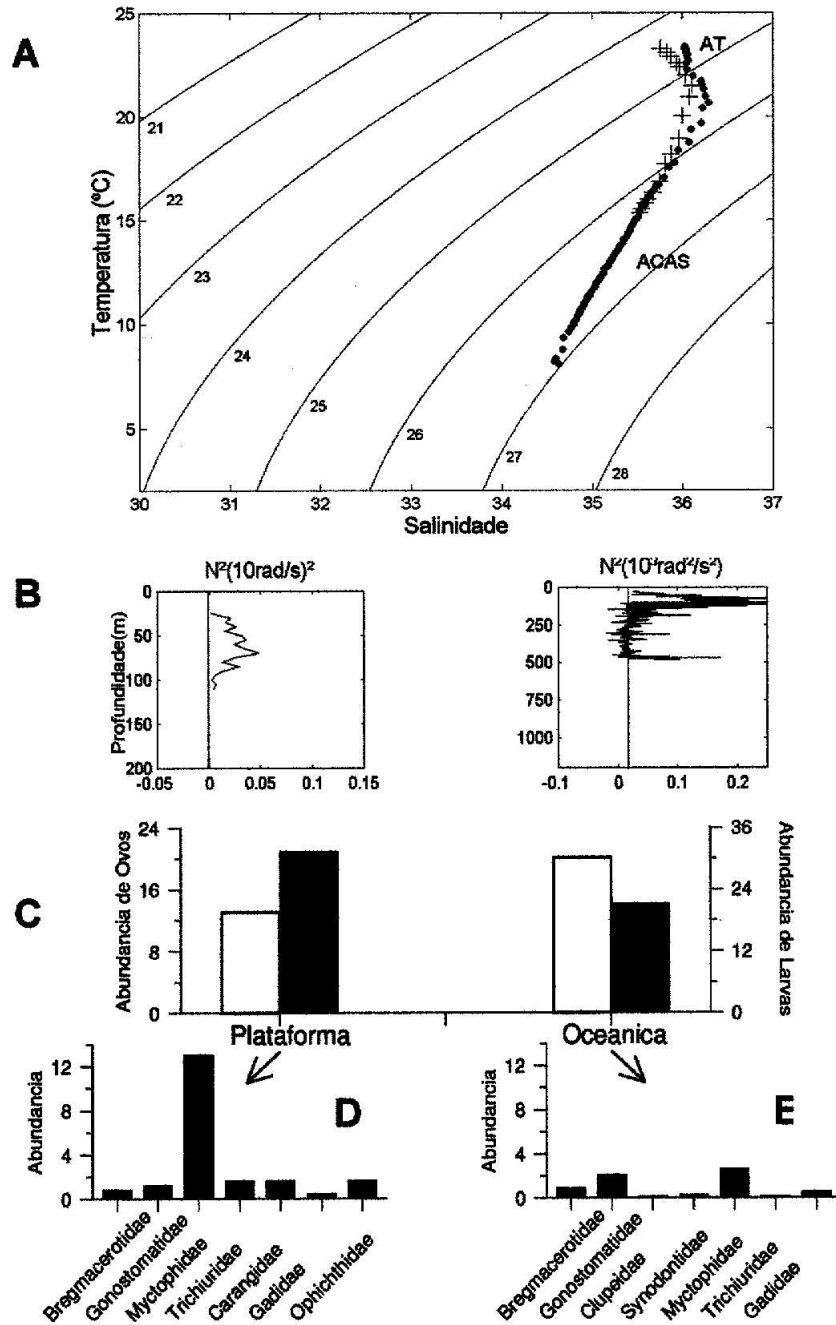 A
25
20
15
10
5
Temperatura (ºC)
AT
ACAS
21
22
23
24
25
26
27
28
30
31
32
33
34
35
36
37
Salinidade
B
N²(10rad/s)²
0
50
100
150
200
Profundidade(m)
-0.05
0
0.05
0.1
0.15
0
250
500
750
1000
-0.1
0
0.1
0.2
C
24
16
8
0
Abundancia de Ovos
36
24
12
0
Abundancia de Larvas
Plataforma
Oceanica
D
12
8
4
0
Abundancia
Bregmacerotidae
Gonostomatidae
Myctophidae
Trichiuridae
Carangidae
Gadidae
Ophichthidae
E
12
8
4
0
Abundancia
Bregmacerotidae
Gonostomatidae
Clupeidae
Synodontidae
Myctophidae
Trichiuridae
Gadidae